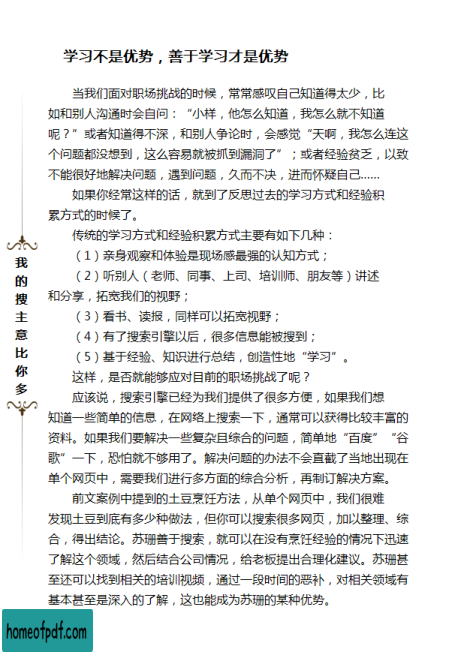 学习不是优势，善于学习才是优势
当我们面对职场挑战的时候，常常感叹自己知道得太少，比
如和别人沟通时会自问：“小样，他怎么知道，我怎么就不知道
呢？”或者知道得不深，和别人争论时，会感觉“天啊，我怎么连这
个问题都没想到，这么容易就被抓到漏洞了”；或者经验贫乏，以致
不能很好地解决问题，遇到问题，久而不决，进而怀疑自己……
如果你经常这样的话，就到了反思过去的学习方式和经验积
累方式的时候了。
传统的学习方式和经验积累方式主要有如下几种：
（1）亲身观察和体验是现场感最强的认知方式；
（2）听别人（老师、同事、上司、培训师、朋友等）讲述
和分享，拓宽我们的视野；
（3）看书、读报，同样可以拓宽视野；
（4）有了搜索引擎以后，很多信息能被搜到；
（5）基于经验、知识进行总结，创造性地“学习”。
这样，是否就能够应对目前的职场挑战了呢？
应该说，搜索引擎已经为我们提供了很多方便，如果我们想
知道一些简单的信息，在网络上搜索一下，通常可以获得比较丰富的
资料。如果我们要解决一些复杂且综合的问题，简单地“百度”“谷
歌”一下，恐怕就不够用了。解决问题的办法不会直截了当地出现在
单个网页中，需要我们进行多方面的综合分析，再制订解决方案。
前文案例中提到的土豆烹饪方法，从单个网页中，我们很难
发现土豆到底有多少种做法，但你可以搜索很多网页，加以整理、综
合，得出结论。苏珊善于搜索，就可以在没有烹饪经验的情况下迅速
了解这个领域，然后结合公司情况，给老板提出合理化建议。苏珊甚
至还可以找到相关的培训视频，通过一段时间的恶补，对相关领域有
基本甚至是深入的了解，这也能成为苏珊的某种优势。
我的搜主意比你多
homeofpdf.com